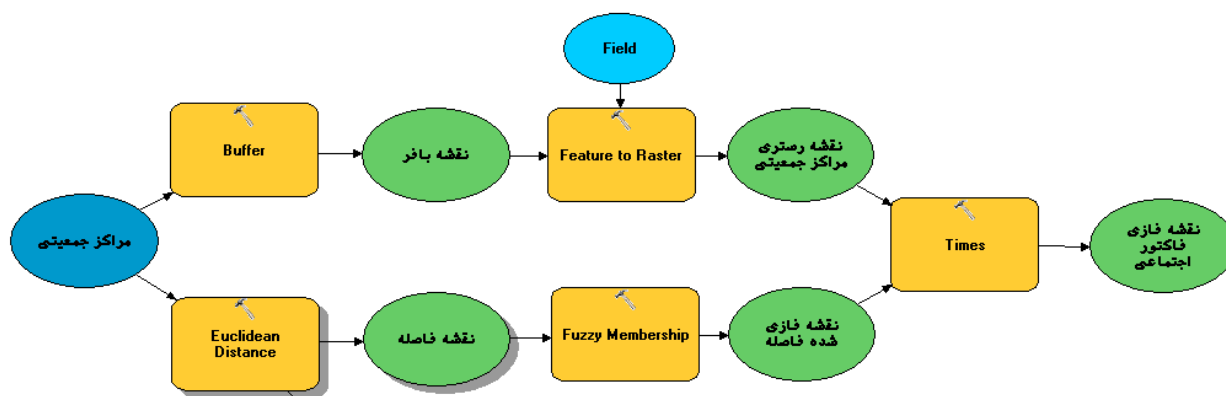 Field
Buffer
نقشه بافر
Feature to Raster
نقشه رستری
مراکز جمعیتی
مراکز جمعیتی
Times
نقشه فازی
فاکتور
اجتماعی
Euclidean
Distance
نقشه فاصله
Fuzzy Membership
نقشه فازی
شده فاصله